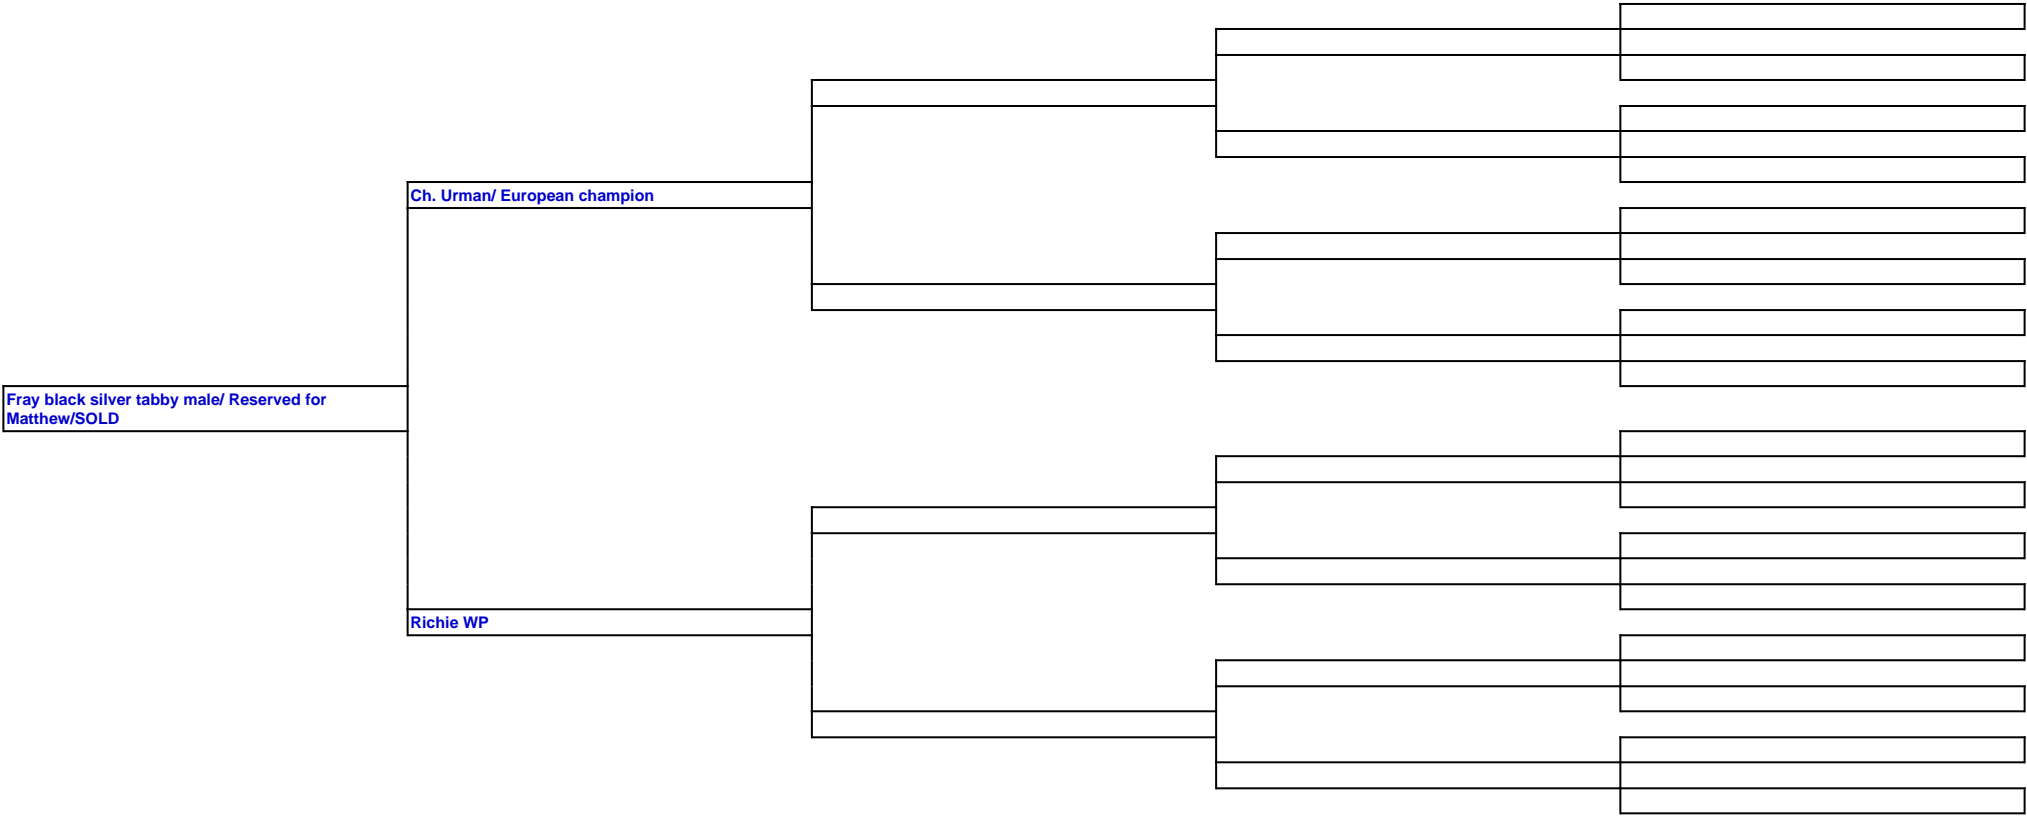 Ch. Urman/ European champion
Fray black silver tabby male/ Reserved for
Matthew/SOLD
Richie WP